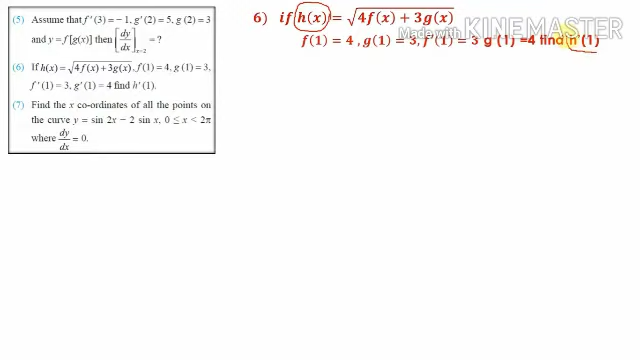 (5) Assume that f'(3) = − 1, g'(2) = 5, g (2) = 3
and y = f [g(x)] then [dy/dx]ₓ₌₂ = ?
(6) If h(x) = √4f(x) + 3g(x), f(1) = 4, g (1) = 3,
f'(1) = 3, g'(1) = 4 find h'(1).
(7) Find the x co-ordinates of all the points on
the curve y = sin 2x − 2 sin x, 0 ≤ x < 2π
where dy/dx = 0.
6) if h(x) = √4f(x) + 3g(x)
Made with KINEMASTER
f(1) = 4 , g(1) = 3, f'(1) = 3 g (1) =4 find h'(1)